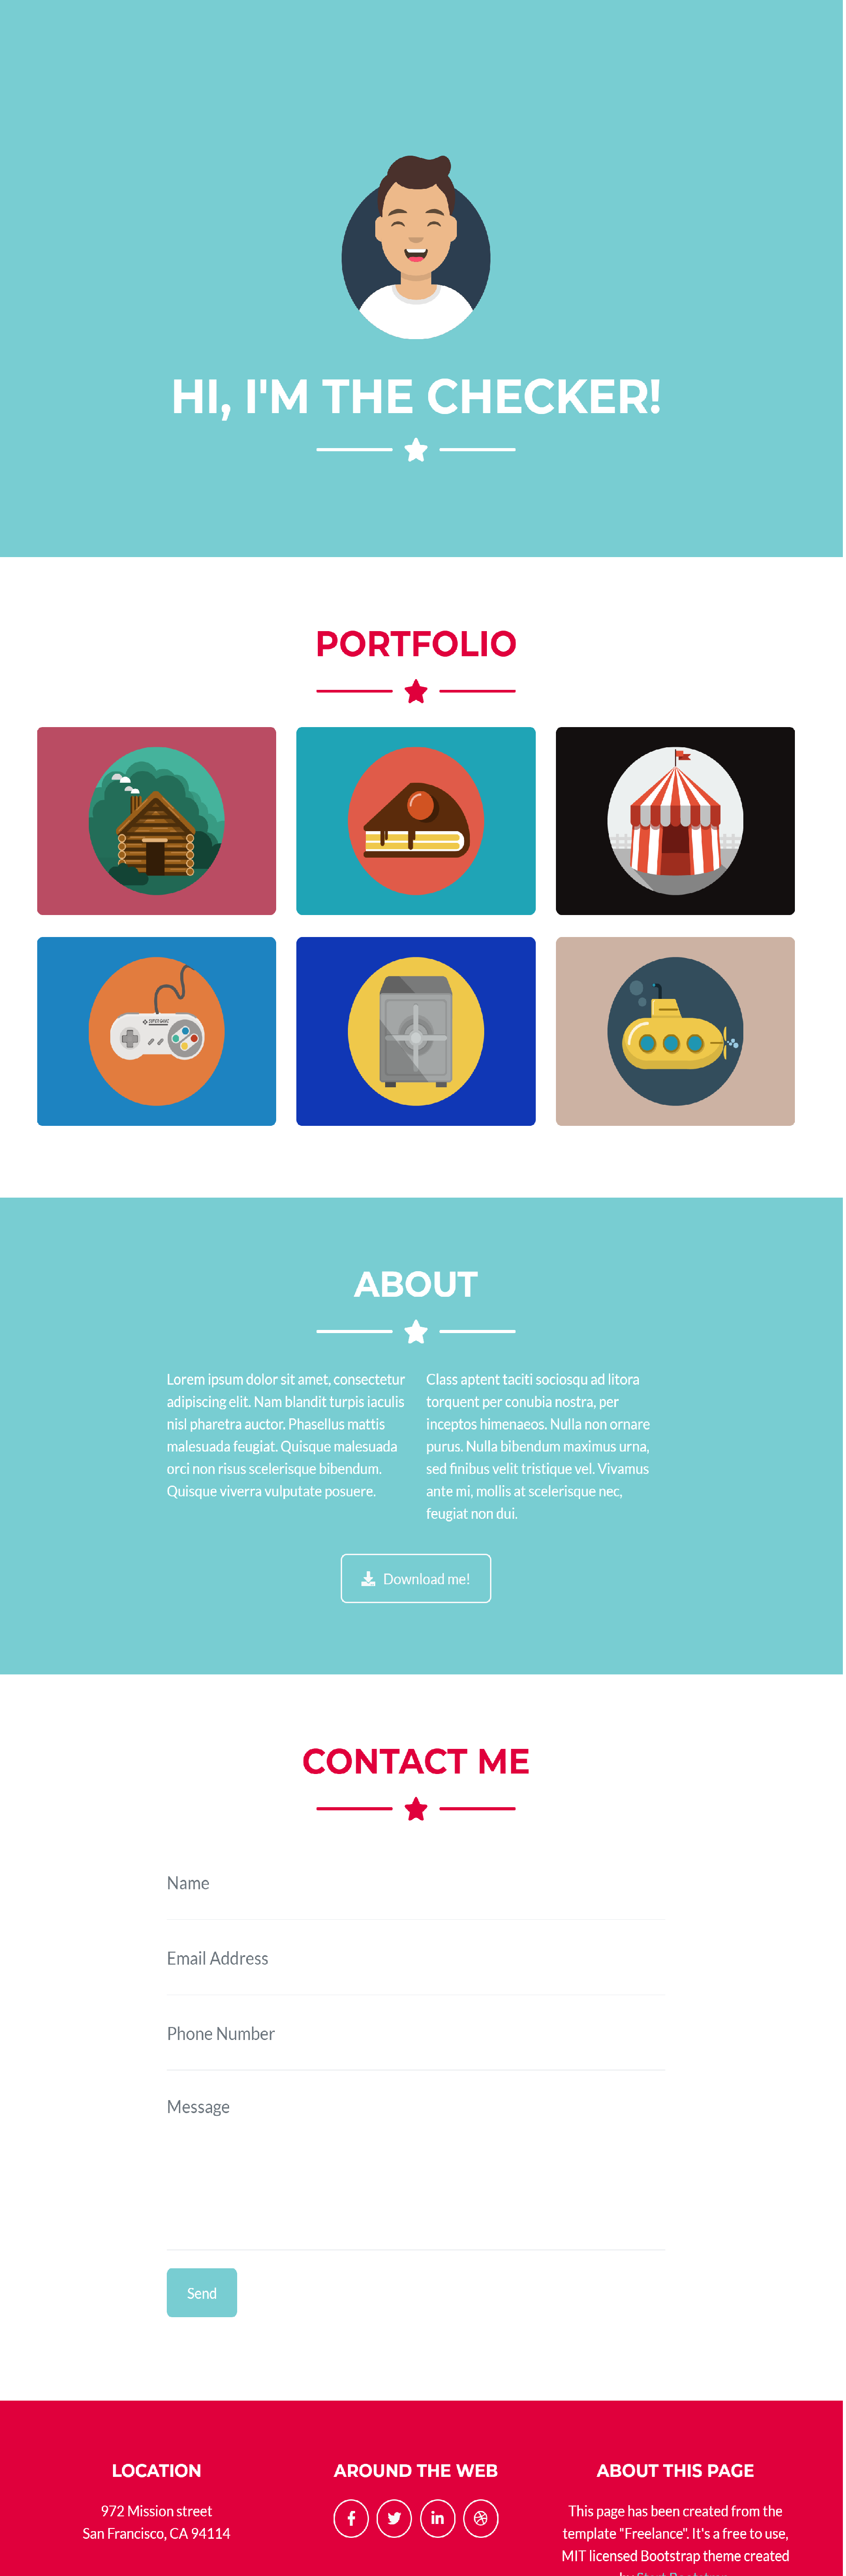 HI, I'M THE CHECKER!
PORTFOLIO
SUPER GAME
ABOUT
Lorem ipsum dolor sit amet, consectetur
adipiscing elit. Nam blandit turpis iaculis
nisl pharetra auctor. Phasellus mattis
malesuada feugiat. Quisque malesuada
orci non risus scelerisque bibendum.
Quisque viverra vulputate posuere.
Class aptent taciti sociosqu ad litora
torquent per conubia nostra, per
inceptos himenaeos. Nulla non ornare
purus. Nulla bibendum maximus urna,
sed finibus velit tristique vel. Vivamus
ante mi, mollis at scelerisque nec,
feugiat non dui.
Download me!
CONTACT ME
Name
Email Address
Phone Number
Message
Send
LOCATION
972 Mission street
San Francisco, CA 94114
AROUND THE WEB
ABOUT THIS PAGE
This page has been created from the
template "Freelance". It's a free to use,
MIT licensed Bootstrap theme created
by Start Bootstrap